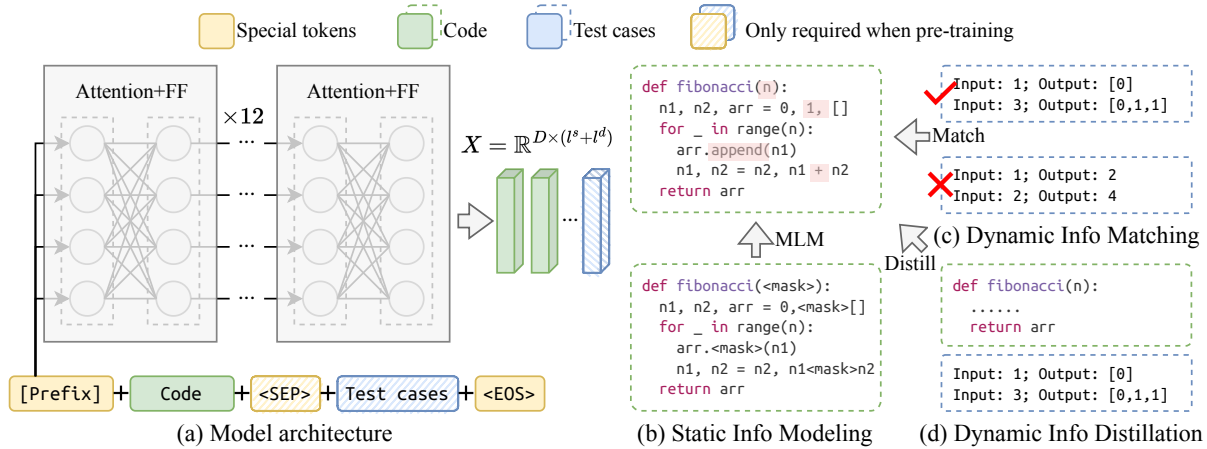 Special tokens
Code
Test cases
Only required when pre-training
Attention+FF
×12
Attention+FF
...
...
...
...
...
...
...
...
X = ℝ^{D×(l^s+l^d)}
...
[Prefix] + Code + <SEP> + Test cases + <EOS>
(a) Model architecture
def fibonacci(n):
n1, n2, arr = 0, 1, []
for _ in range(n):
arr.append(n1)
n1, n2 = n2, n1 + n2
return arr
MLM
def fibonacci(<mask>):
n1, n2, arr = 0,<mask>[]
for _ in range(n):
arr.<mask>(n1)
n1, n2 = n2, n1<mask>n2
return arr
(b) Static Info Modeling
Input: 1; Output: [0]
Input: 3; Output: [0,1,1]
Match
Input: 1; Output: 2
Input: 2; Output: 4
(c) Dynamic Info Matching
Distill
def fibonacci(n):
......
return arr
Input: 1; Output: [0]
Input: 3; Output: [0,1,1]
(d) Dynamic Info Distillation